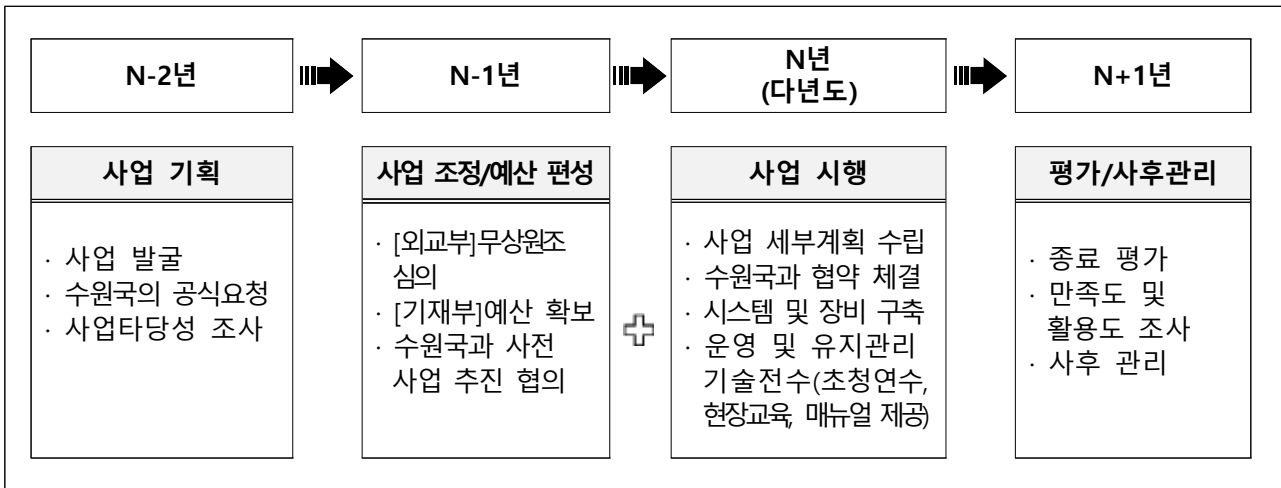 N-2년
N-1년
N년
(다년도)
N+1년
사업 기획
· 사업 발굴
· 수원국의 공식요청
· 사업타당성 조사
사업 조정/예산 편성
· [외교부]무상원조
심의
· [기재부]예산 확보
· 수원국과 사전
사업 추진 협의
사업 시행
· 사업 세부계획 수립
· 수원국과 협약 체결
· 시스템 및 장비 구축
· 운영 및 유지관리
기술전수(초청연수,
현장교육, 매뉴얼 제공)
평가/사후관리
· 종료 평가
· 만족도 및
활용도 조사
· 사후 관리